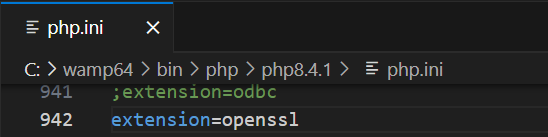 php.ini
C: > wamp64 > bin > php > php8.4.1 > php.ini
941 ;extension=odbc
942 extension=openssl